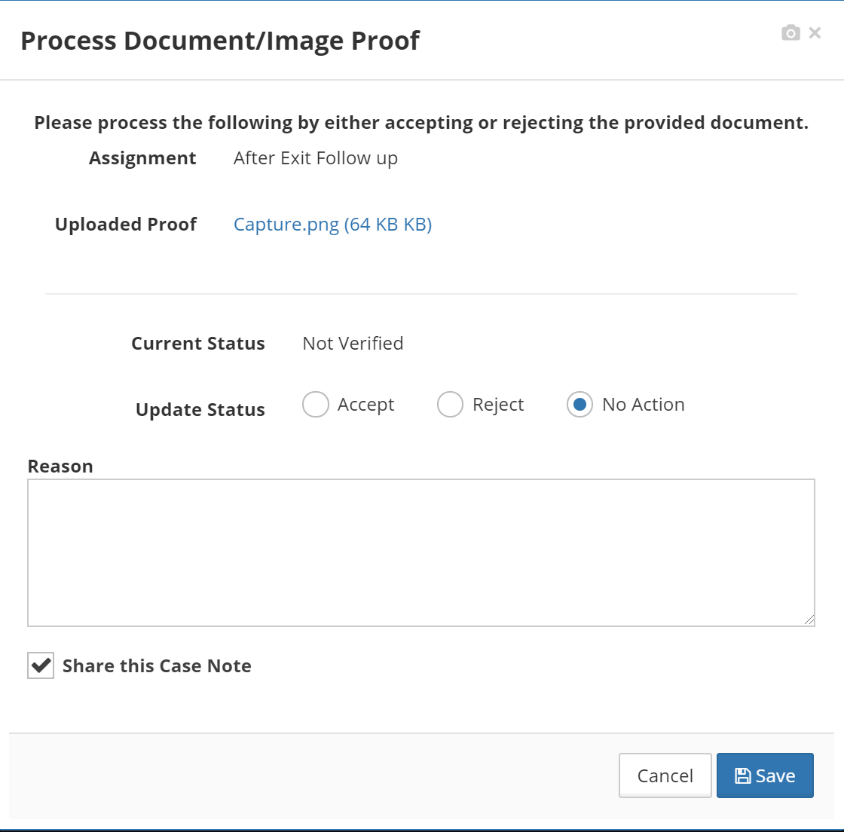 Process Document/Image Proof
Please process the following by either accepting or rejecting the provided document.
Assignment After Exit Follow up
Uploaded Proof Capture.png (64 KB KB)
Current Status Not Verified
Update Status Accept Reject No Action
Reason
Share this Case Note
Cancel Save